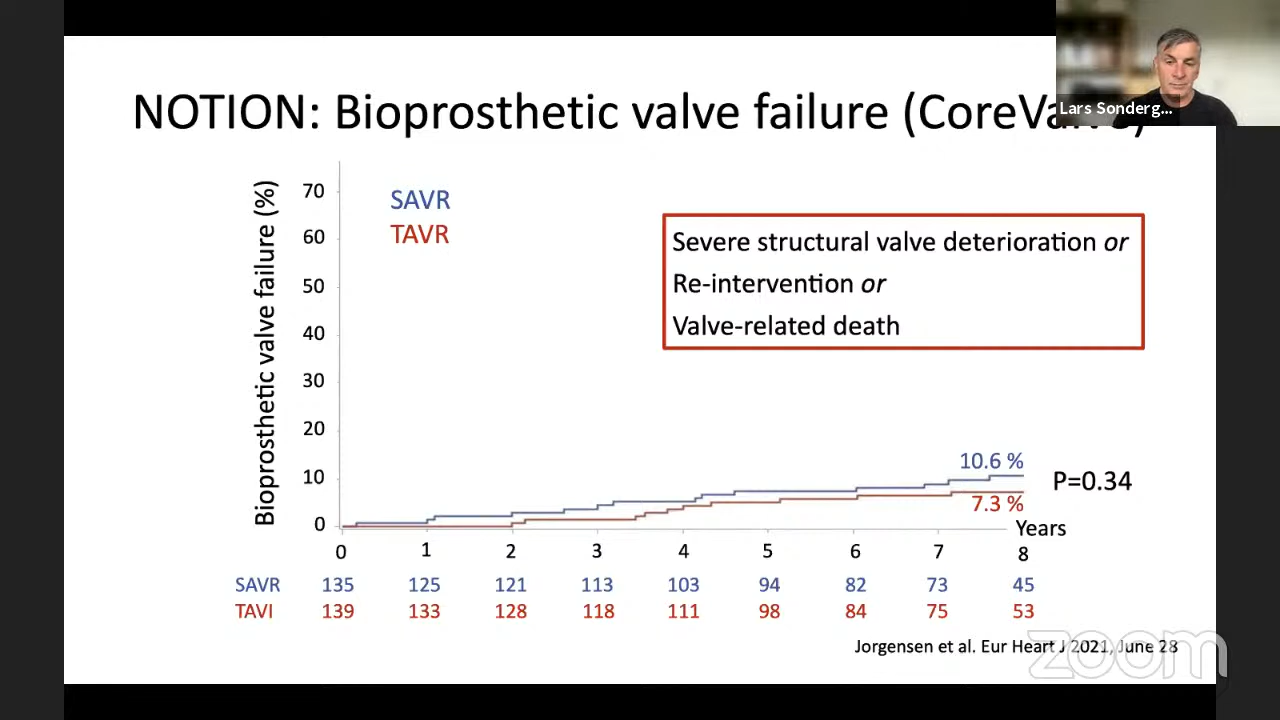 NOTION: Bioprosthetic valve failure
Lars Sonderg...
Bioprosthetic valve failure (%)
70
60
50
40
30
20
10
0
SAVR
TAVR
Severe structural valve deterioration or
Re-intervention or
Valve-related death
10.6 %
7.3 %
P=0.34
Years
0 1 2 3 4 5 6 7 8
SAVR 135 125 121 113 103 94 82 73 45
TAVI 139 133 128 118 111 98 84 75 53
Jorgensen et al. Eur Heart J 2021, June 28
zoom